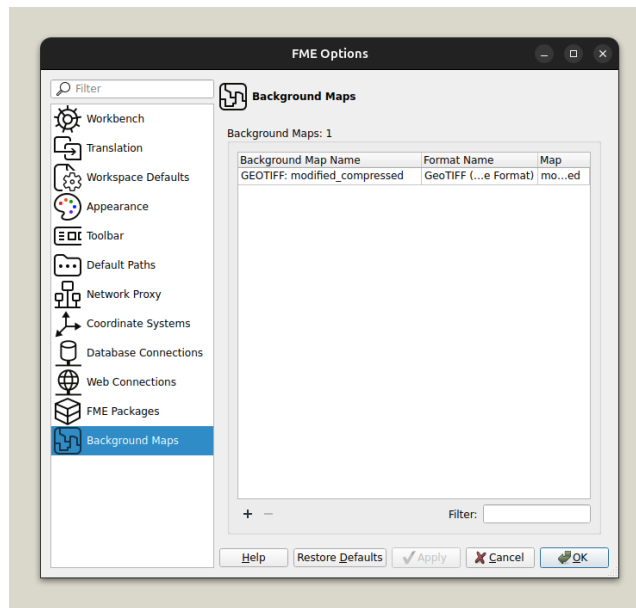 FME Options
Filter
Workbench
Translation
Workspace Defaults
Appearance
Toolbar
Default Paths
Network Proxy
Coordinate Systems
Database Connections
Web Connections
FME Packages
Background Maps
Background Maps
Background Maps: 1
Background Map Name Format Name Map
GEOTIFF: modified_compressed GeoTIFF (...e Format) mo...ed
+ − Filter:
Help Restore Defaults Apply Cancel OK